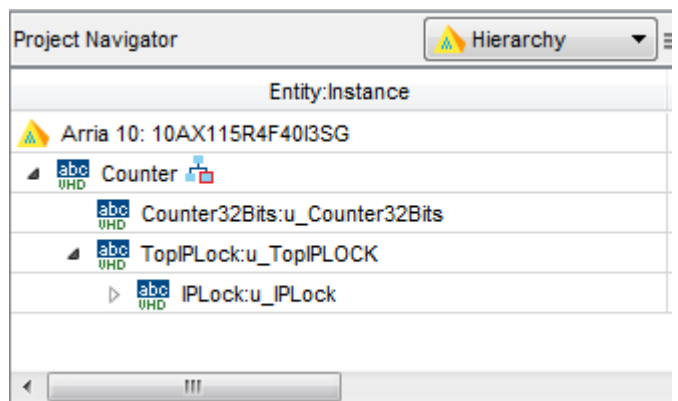 Project Navigator
Hierarchy
Entity:Instance
Arria 10: 10AX115R4F40I3SG
abc
VHD
Counter
abc
VHD
Counter32Bits:u_Counter32Bits
abc
VHD
TopIPLock:u_TopIPLOCK
abc
VHD
IPLock:u_IPLock